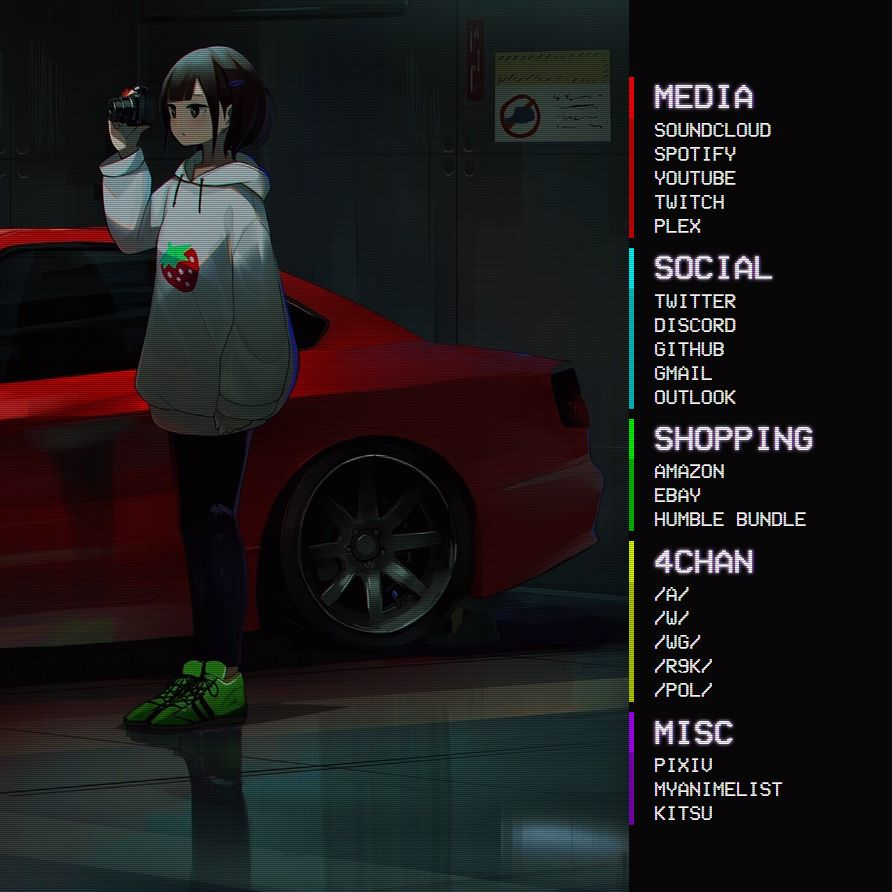 MEDIA
SOUNDCLOUD
SPOTIFY
YOUTUBE
TWITCH
PLEX
SOCIAL
TWITTER
DISCORD
GITHUB
GMAIL
OUTLOOK
SHOPPING
AMAZON
EBAY
HUMBLE BUNDLE
4CHAN
/A/
/W/
/WG/
/R9K/
/POL/
MISC
PIXIV
MYANIMELIST
KITSU